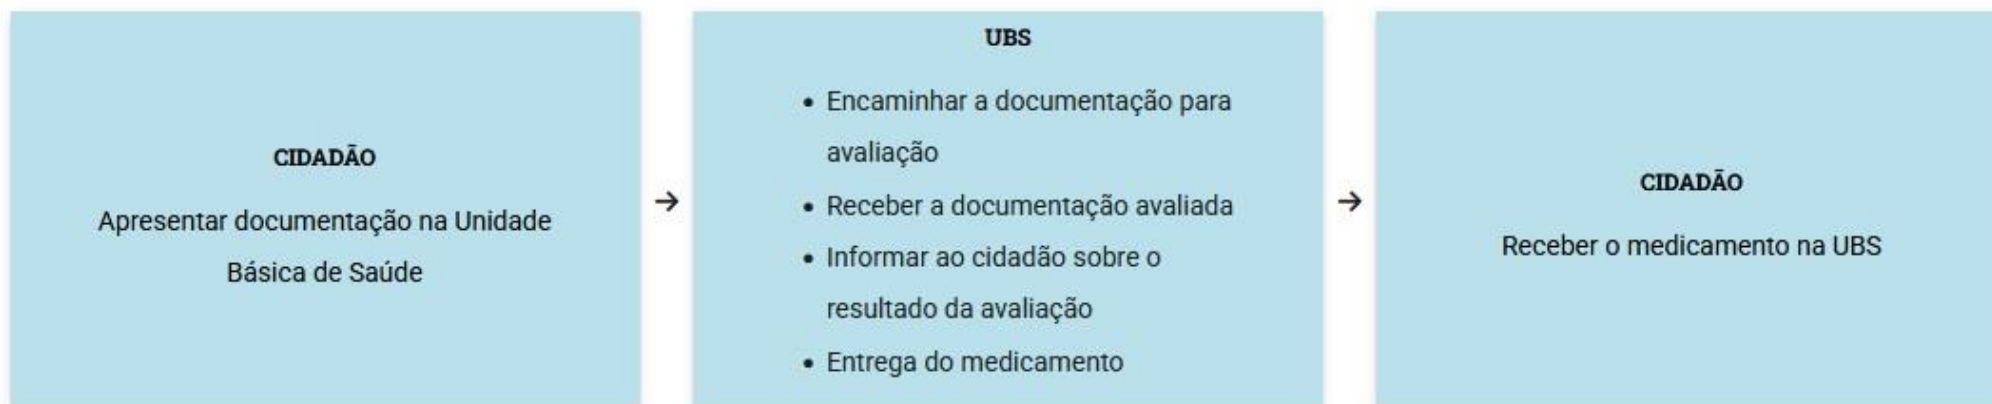 CIDADÃO
Apresentar documentação na Unidade
Básica de Saúde
→
UBS
• Encaminhar a documentação para
avaliação
• Receber a documentação avaliada
• Informar ao cidadão sobre o
resultado da avaliação
• Entrega do medicamento
→
CIDADÃO
Receber o medicamento na UBS